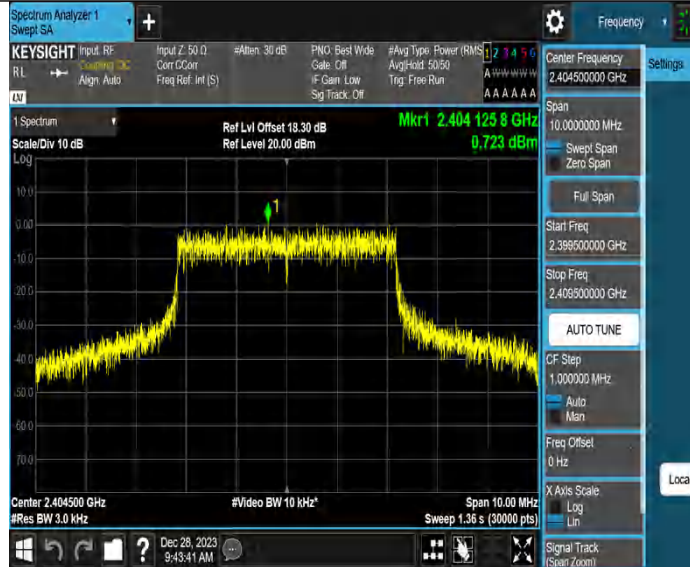 Spectrum Analyzer 1
Swept SA
+
Frequency
KEYSIGHT Input: RF
Input Z: 50 Ω
#Atten: 30 dB
PNO: Best Wide
#Avg Type: Power (RMS)
1 2 3 4 5 6
RL
Coupling: DC
Corr CCorr
Gate: Off
Avg|Hold: 50/50
A W W W W W
Align: Auto
Freq Ref: Int (S)
IF Gain: Low
Trig: Free Run
Sig Track: Off
A A A A A A
LXI
Center Frequency
2.404500000 GHz
Settings
Span
10.0000000 MHz
Swept Span
Zero Span
Full Span
Start Freq
2.399500000 GHz
Stop Freq
2.409500000 GHz
AUTO TUNE
CF Step
1.000000 MHz
Auto
Man
Freq Offset
0 Hz
X Axis Scale
Log
Lin
Signal Track
(Span Zoom)
Loca
1 Spectrum
Scale/Div 10 dB
Ref Lvl Offset 18.30 dB
Ref Level 20.00 dBm
Mkr1 2.404 125 8 GHz
0.723 dBm
Log
1
10.0
0.00
-10.0
-20.0
-30.0
-40.0
-50.0
-60.0
-70.0
Center 2.404500 GHz
#Video BW 10 kHz*
Span 10.00 MHz
#Res BW 3.0 kHz
Sweep 1.36 s (30000 pts)
?
Dec 28, 2023
9:43:41 AM